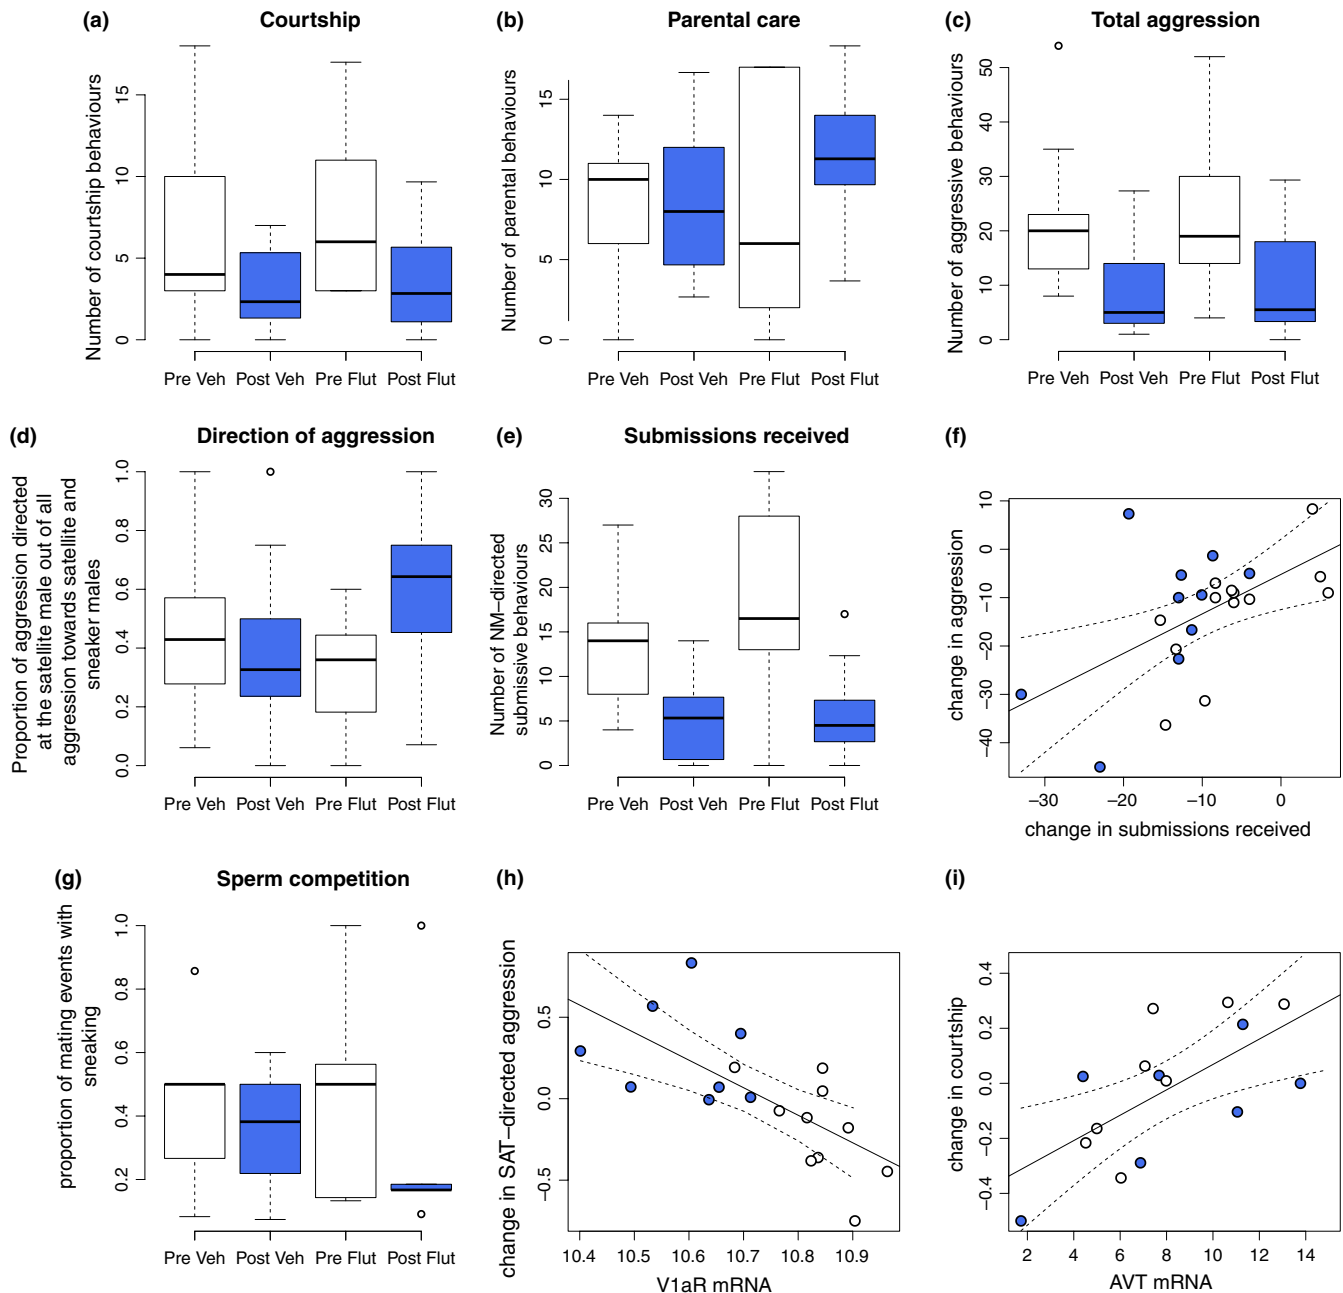 (a) Courtship
Number of courtship behaviours
15
10
5
0
Pre Veh Post Veh Pre Flut Post Flut
(b) Parental care
Number of parental behaviours
15
10
5
0
Pre Veh Post Veh Pre Flut Post Flut
(c) Total aggression
Number of aggressive behaviours
50
40
30
20
10
0
Pre Veh Post Veh Pre Flut Post Flut
(d) Direction of aggression
Proportion of aggression directed
at the satellite male out of all
aggression towards satellite and
sneaker males
1.0
0.8
0.6
0.4
0.2
0.0
Pre Veh Post Veh Pre Flut Post Flut
(e) Submissions received
Number of NM–directed
submissive behaviours
30
25
20
15
10
5
0
Pre Veh Post Veh Pre Flut Post Flut
(f)
change in aggression
10
0
–10
–20
–30
–40
–30 –20 –10 0
change in submissions received
(g) Sperm competition
proportion of mating events with
sneaking
1.0
0.8
0.6
0.4
0.2
Pre Veh Post Veh Pre Flut Post Flut
(h)
change in SAT–directed aggression
0.5
0.0
–0.5
10.4 10.5 10.6 10.7 10.8 10.9
V1aR mRNA
(i)
change in courtship
0.4
0.2
0.0
–0.2
–0.4
2 4 6 8 10 12 14
AVT mRNA